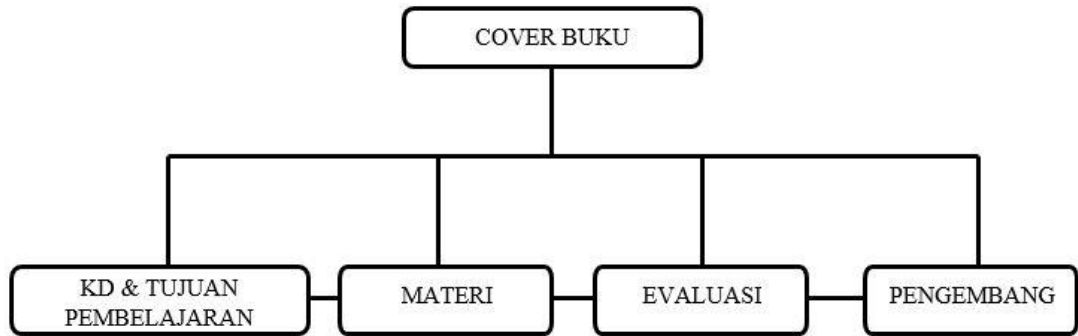 COVER BUKU
KD & TUJUAN
PEMBELAJARAN
MATERI
EVALUASI
PENGEMBANG